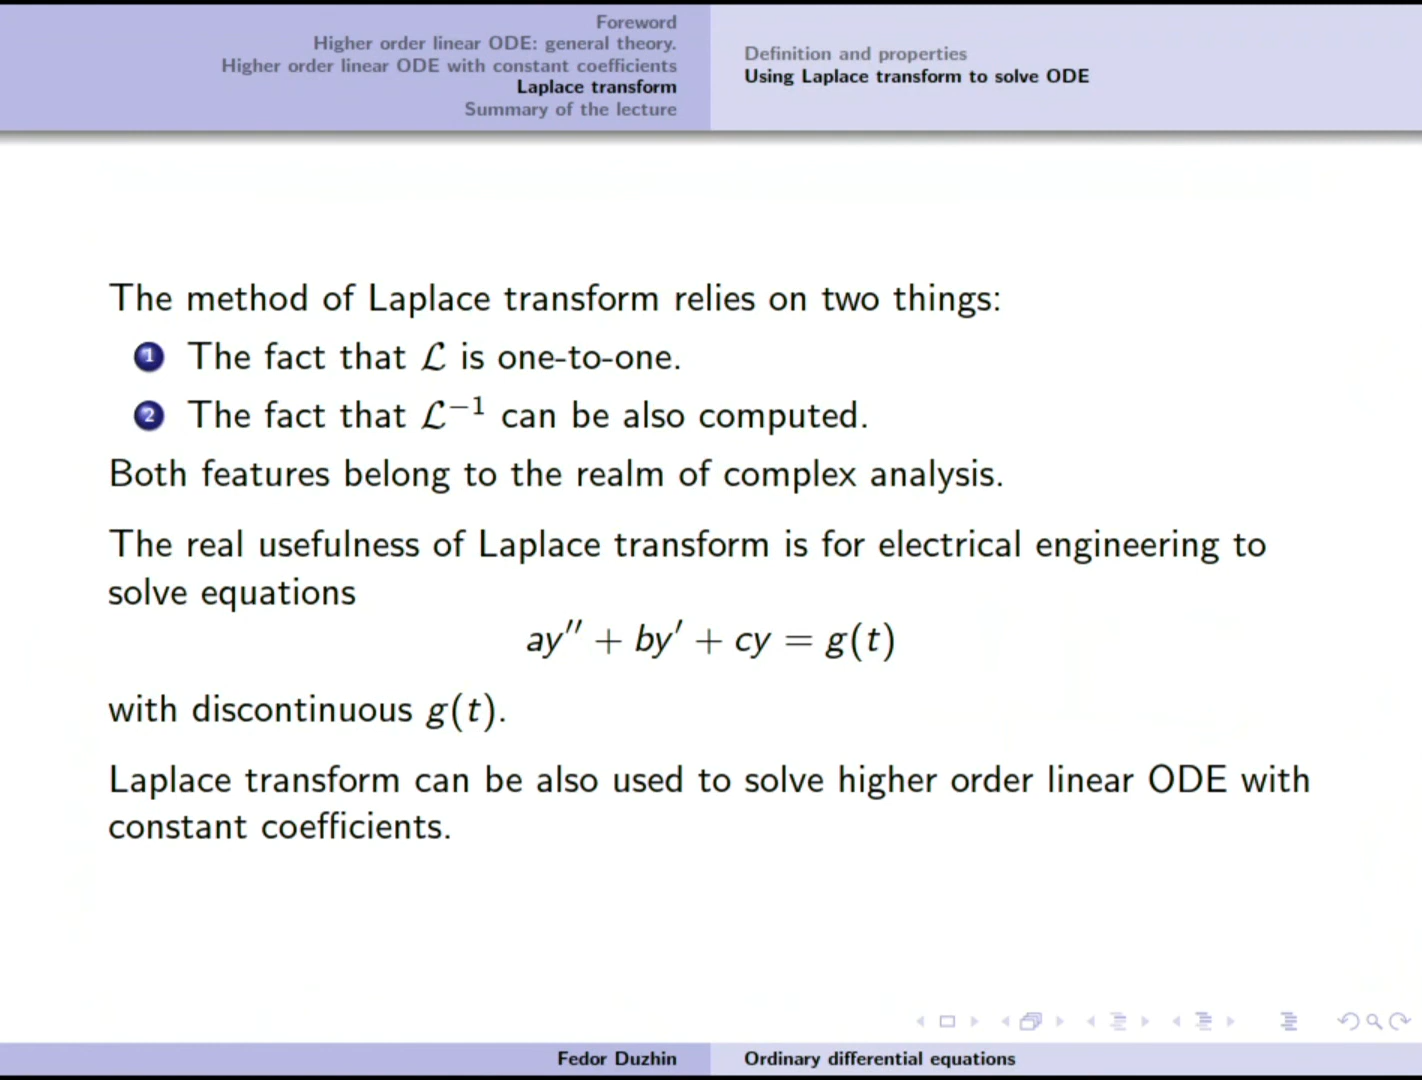 Foreword
Higher order linear ODE: general theory.
Higher order linear ODE with constant coefficients
Laplace transform
Summary of the lecture
Definition and properties
Using Laplace transform to solve ODE
The method of Laplace transform relies on two things:
1 The fact that ℒ is one-to-one.
2 The fact that ℒ⁻¹ can be also computed.
Both features belong to the realm of complex analysis.
The real usefulness of Laplace transform is for electrical engineering to
solve equations
ay′′ + by′ + cy = g(t)
with discontinuous g(t).
Laplace transform can be also used to solve higher order linear ODE with
constant coefficients.
Fedor Duzhin
Ordinary differential equations